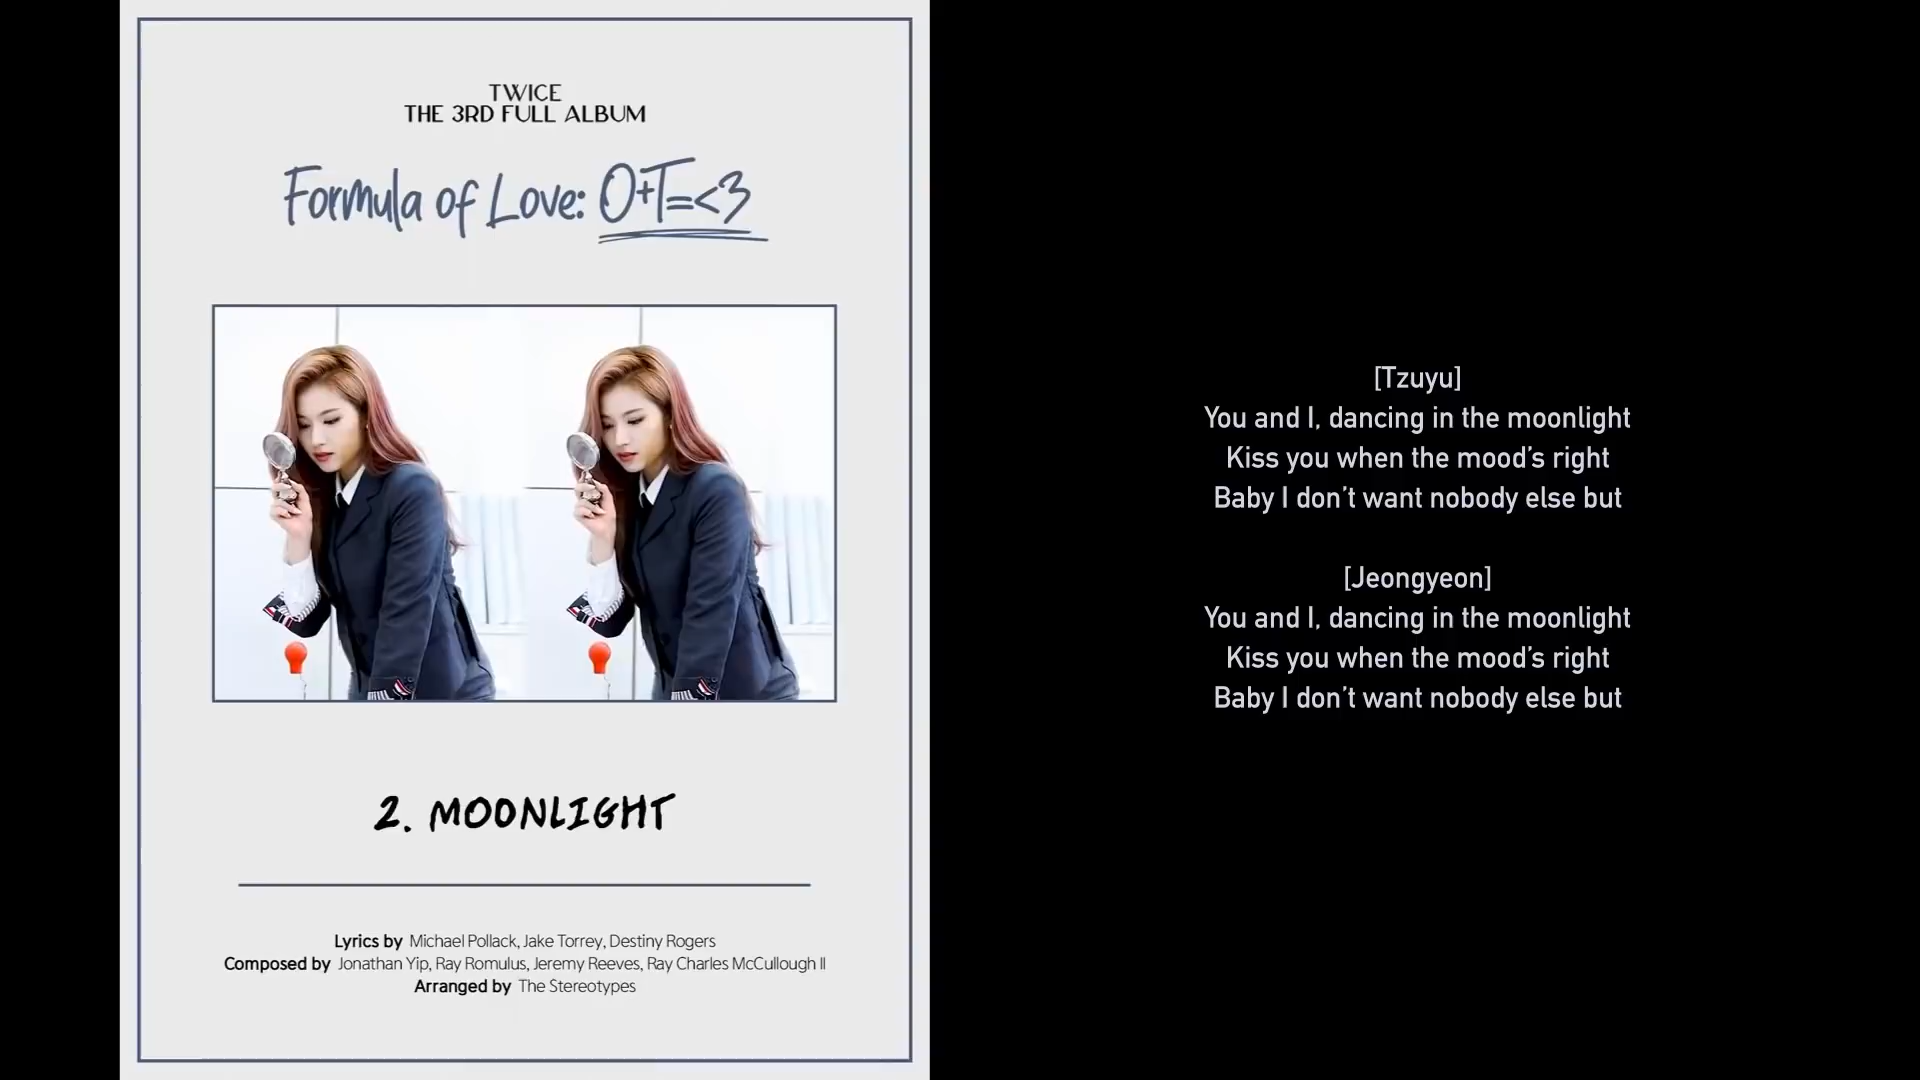 TWICE
THE 3RD FULL ALBUM
Formula of Love: O+T=<3
2. MOONLIGHT
Lyrics by Michael Pollack, Jake Torrey, Destiny Rogers
Composed by Jonathan Yip, Ray Romulus, Jeremy Reeves, Ray Charles McCullough II
Arranged by The Stereotypes
[Tzuyu]
You and I, dancing in the moonlight
Kiss you when the mood's right
Baby I don't want nobody else but
[Jeongyeon]
You and I, dancing in the moonlight
Kiss you when the mood's right
Baby I don't want nobody else but